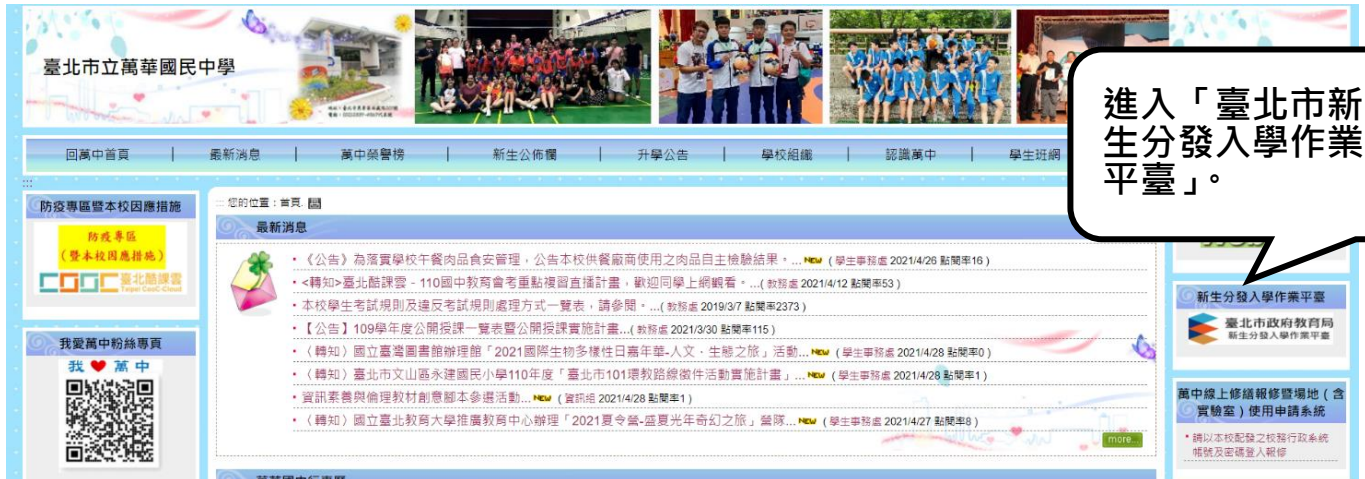 臺北市立萬華國民中學
進入「臺北市新
生分發入學作業
平臺」。
回萬中首頁 | 最新消息 | 萬中榮譽榜 | 新生公佈欄 | 升學公告 | 學校組織 | 認識萬中 | 學生班網
防疫專區暨本校因應措施
防疫專區
(暨本校因應措施)
COOC 臺北酷課雲
Taipei CooC-Cloud
我愛萬中粉絲專頁
我 ❤ 萬中
您的位置:首頁.
最新消息
《公告》為落實學校午餐肉品食安管理,公告本校供餐廠商使用之肉品自主檢驗結果。...NEW (學生事務處 2021/4/26 點閱率16)
<轉知>臺北酷課雲 - 110國中教育會考重點複習直播計畫,歡迎同學上網觀看。...( 教務處 2021/4/12 點閱率53 )
本校學生考試規則及違反考試規則處理方式一覽表,請參閱。...( 教務處 2019/3/7 點閱率2373 )
【公告】109學年度公開授課一覽表暨公開授課實施計畫...( 教務處 2021/3/30 點閱率115 )
〈轉知〉國立臺灣圖書館辦理「2021國際生物多樣性日嘉年華-人文．生態之旅」活動...NEW (學生事務處 2021/4/28 點閱率0 )
〈轉知〉臺北市文山區永建國民小學110年度「臺北市101環教路線徵件活動實施計畫」...NEW (學生事務處 2021/4/28 點閱率1 )
資訊素養與倫理教材創意腳本參選活動...NEW (資訊組 2021/4/28 點閱率1 )
〈轉知〉國立臺北教育大學推廣教育中心辦理「2021夏令營-盛夏光年奇幻之旅」營隊...NEW (學生事務處 2021/4/27 點閱率8 )
more...
新生分發入學作業平臺
臺北市政府教育局
新生分發入學作業平臺
萬中線上修繕報修暨場地(含
實驗室)使用申請系統
請以本校配發之校務行政系統
帳號及密碼登入報修